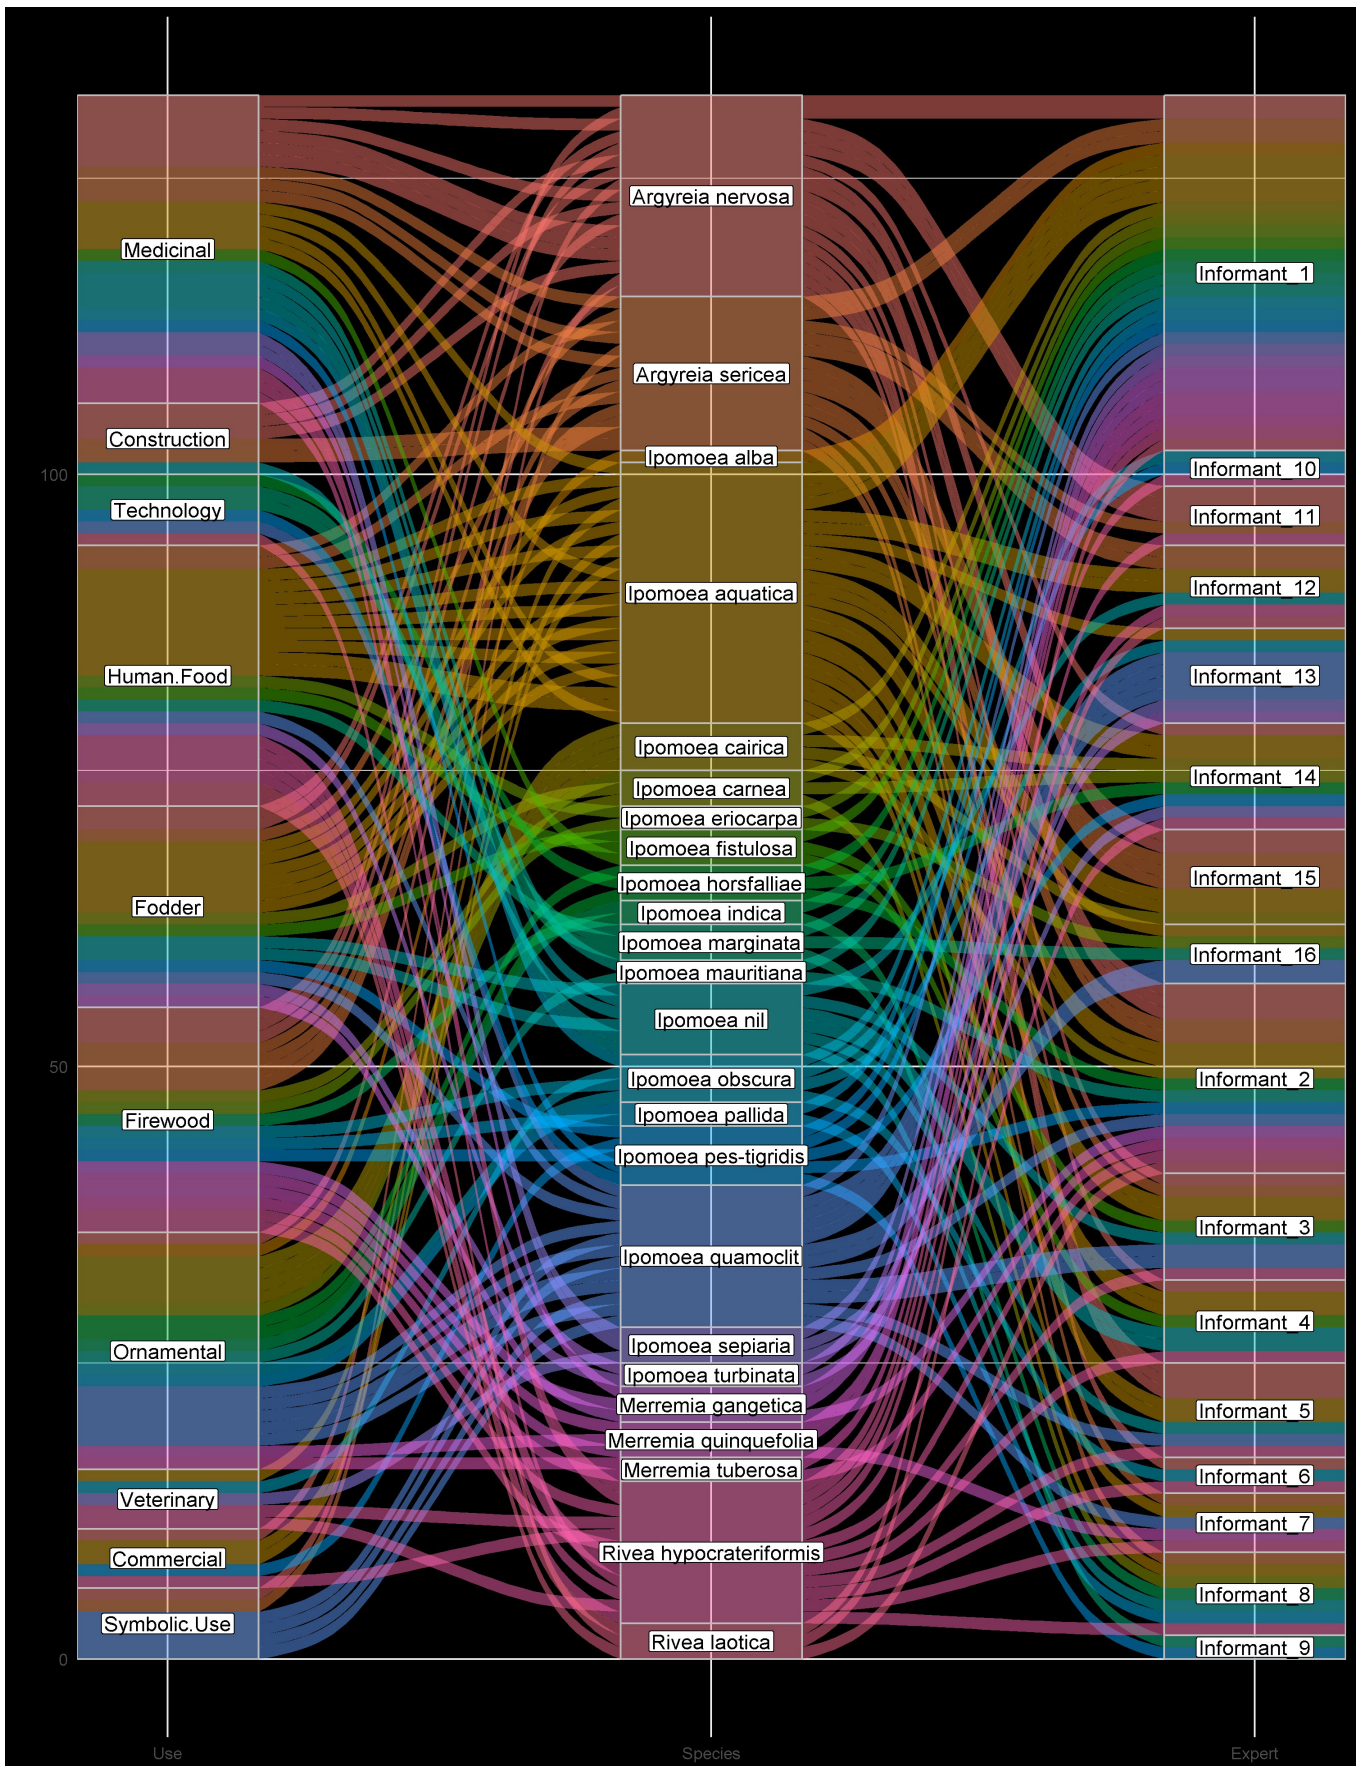 Medicinal
Construction
100
Technology
Human.Food
Fodder
50
Firewood
Ornamental
Veterinary
Commercial
Symbolic.Use
0
Argyreia nervosa
Argyreia sericea
Ipomoea alba
Ipomoea aquatica
Ipomoea cairica
Ipomoea carnea
Ipomoea eriocarpa
Ipomoea fistulosa
Ipomoea horsfalliae
Ipomoea indica
Ipomoea marginata
Ipomoea mauritiana
Ipomoea nil
Ipomoea obscura
Ipomoea pallida
Ipomoea pes-tigridis
Ipomoea quamoclit
Ipomoea sepiaria
Ipomoea turbinata
Merremia gangetica
Merremia quinquefolia
Merremia tuberosa
Rivea hypocrateriformis
Rivea laotica
Informant_1
Informant_10
Informant_11
Informant_12
Informant_13
Informant_14
Informant_15
Informant_16
Informant_2
Informant_3
Informant_4
Informant_5
Informant_6
Informant_7
Informant_8
Informant_9
Use
Species
Expert